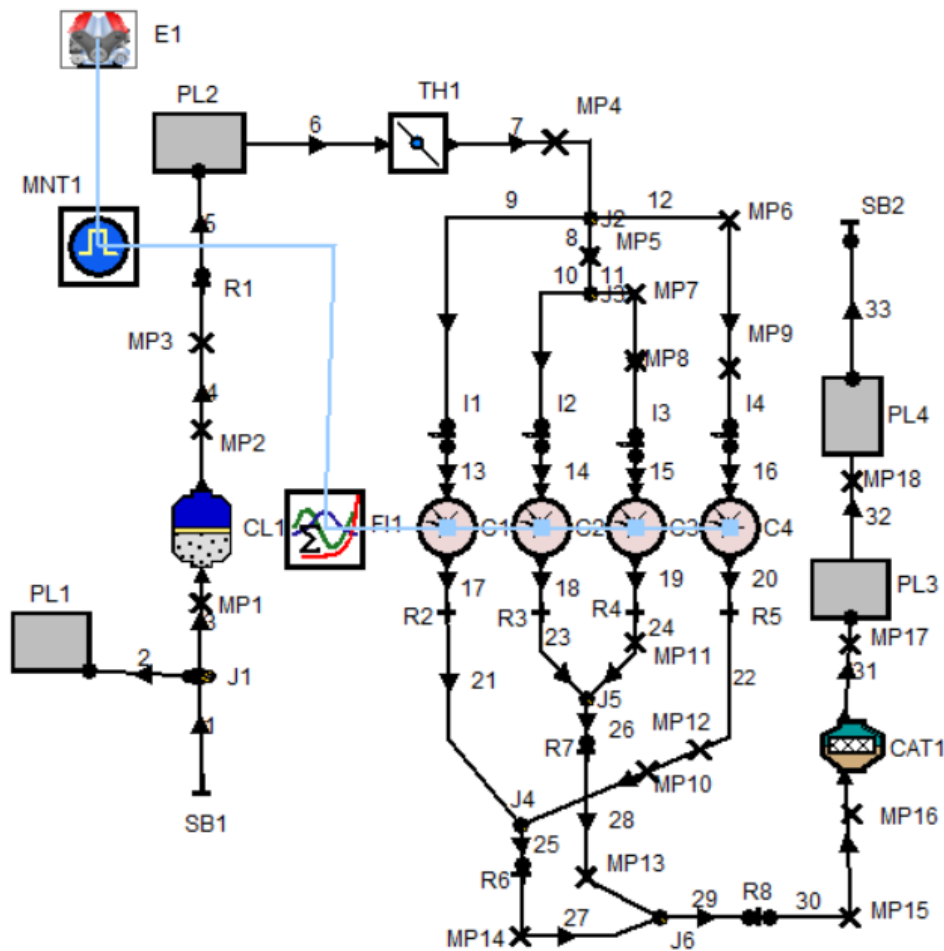 E1
PL2
TH1
MP4
6
7
MNT1
9
12
SB2
J2
MP6
5
8
MP5
10
11
J3
MP7
R1
33
MP3
MP8
MP9
4
I1
I2
I3
I4
PL4
MP2
13
14
15
16
MP18
CL1
FI1
C1
C2
C3
C4
32
PL1
MP1
17
18
19
20
PL3
3
R2
R3
R4
R5
23
24
MP11
MP17
2
J1
21
22
31
J5
1
26
MP12
R7
CAT1
MP10
SB1
J4
25
28
MP16
R6
MP13
29
R8
30
27
MP14
J6
MP15